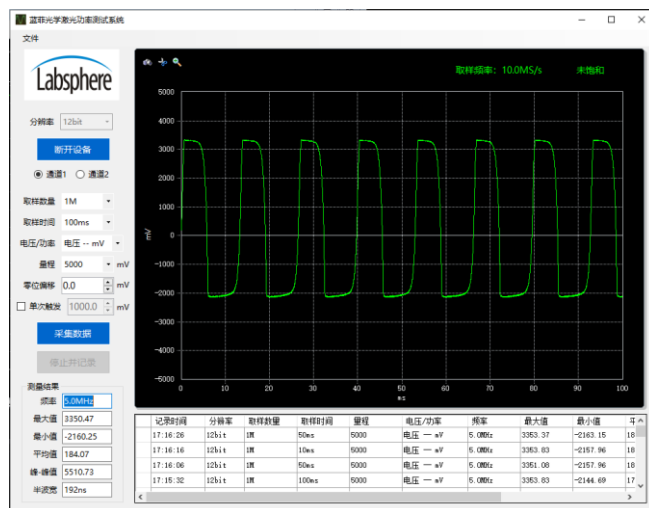 蓝菲光学激光功率测试系统
文件
Labsphere
取样频率: 10.0MS/s 未饱和
分辨率 12bit
断开设备
通道1 通道2
取样数量 1M
取样时间 100ms
电压/功率 电压 -- mV
量程 5000 mV
零位偏移 0.0 mV
单次触发 1000.0 mV
采集数据
停止并记录
测量结果
频率 5.0MHz
最大值 3350.47
最小值 -2160.25
平均值 184.07
峰-峰值 5510.73
半波宽 192ns
5000
4000
3000
2000
1000
0
-1000
-2000
-3000
-4000
-5000
mV
0 10 20 30 40 50 60 70 80 90 100
ms
记录时间 分辨率 取样数量 取样时间 量程 电压/功率 频率 最大值 最小值
17:16:26 12bit 1M 50ms 5000 电压 — mV 5.0MHz 3353.37 -2163.15 18
17:16:16 12bit 1M 10ms 5000 电压 — mV 5.0MHz 3353.83 -2157.96 18
17:16:06 12bit 1M 50ms 5000 电压 — mV 5.0MHz 3351.08 -2157.96 18
17:15:32 12bit 1M 100ms 5000 电压 — mV 5.0MHz 3353.83 -2144.69 17